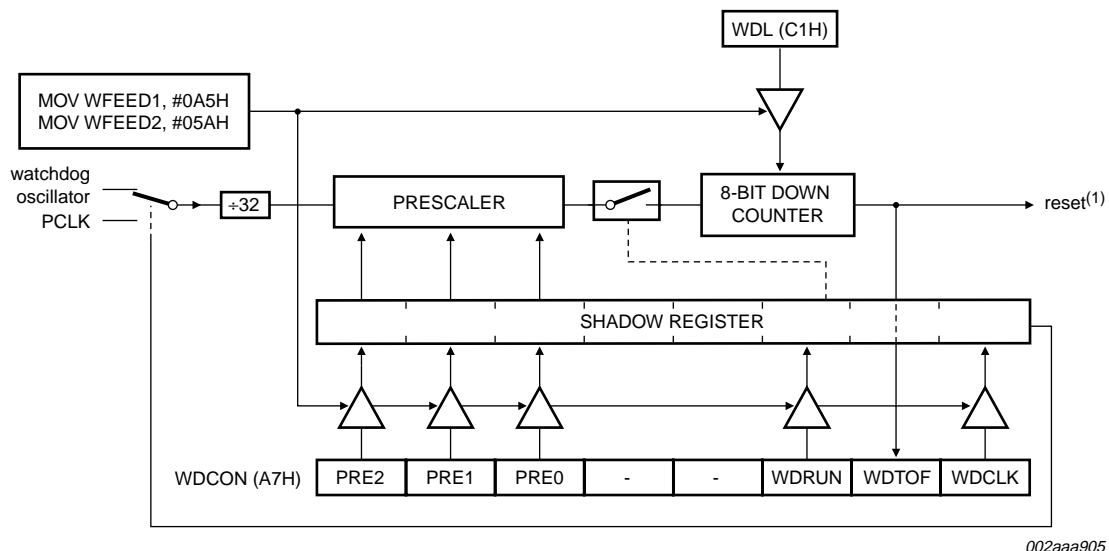 WDL (C1H)
MOV WFEED1, #0A5H
MOV WFEED2, #05AH
watchdog
oscillator
PCLK
÷32
PRESCALER
8-BIT DOWN
COUNTER
reset(1)
SHADOW REGISTER
WDCON (A7H)
PRE2
PRE1
PRE0
-
-
WDRUN
WDTOF
WDCLK
002aaa905